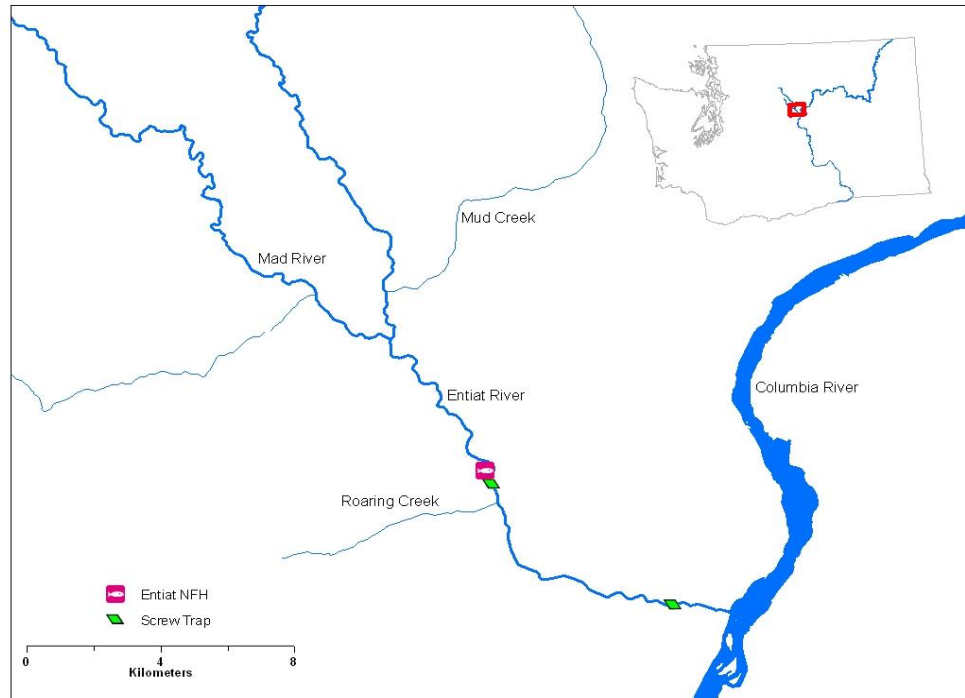 Mud Creek
Mad River
Entiat River
Columbia River
Roaring Creek
Entiat NFH
Screw Trap
0 4 8
Kilometers